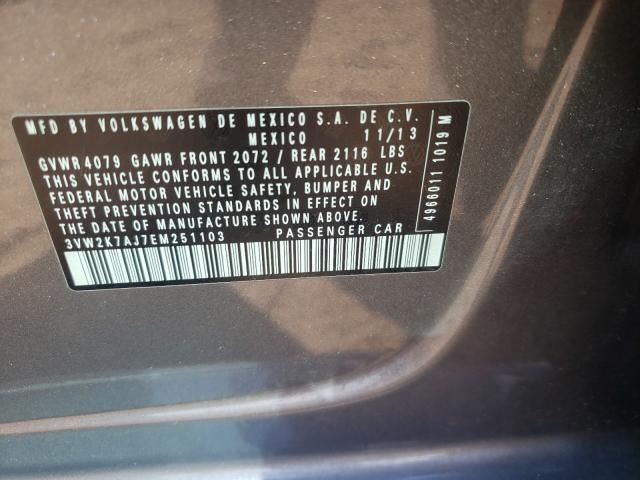 MFD BY VOLKSWAGEN DE MEXICO S.A. DE C.V.
MEXICO 11/13
GVWR 4079 GAWR FRONT 2072 / REAR 2116 LBS
THIS VEHICLE CONFORMS TO ALL APPLICABLE U.S.
FEDERAL MOTOR VEHICLE SAFETY, BUMPER AND
THEFT PREVENTION STANDARDS IN EFFECT ON
THE DATE OF MANUFACTURE SHOWN ABOVE.
3VW2K7AJ7EM251103 PASSENGER CAR
4966011 1019 M